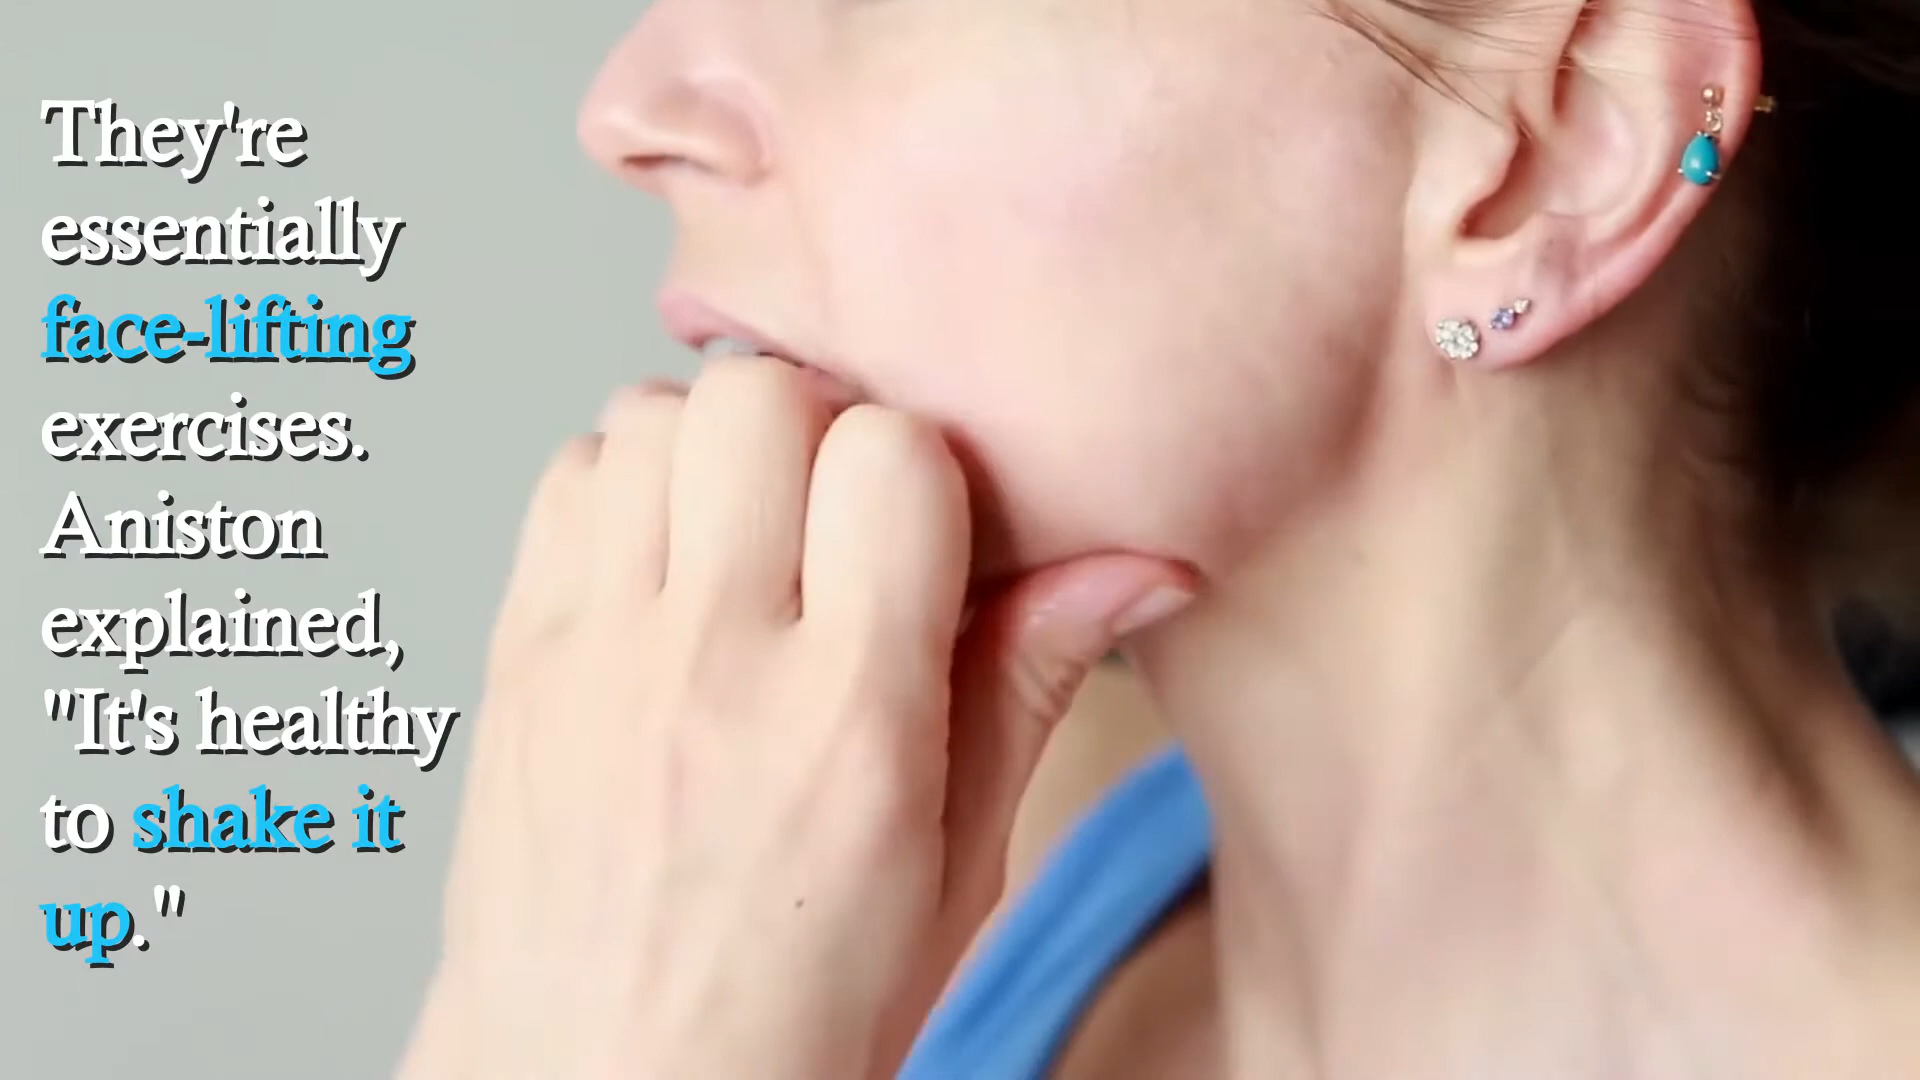 They're
essentially
face-lifting
exercises.
Aniston
explained,
"It's healthy
to shake it
up."